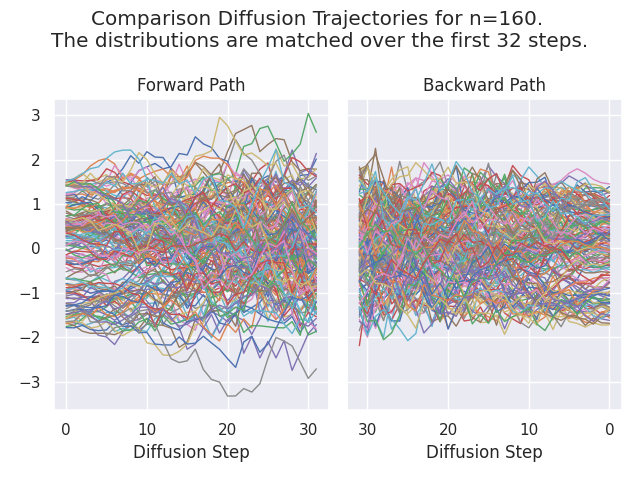 Comparison Diffusion Trajectories for n=160.
The distributions are matched over the first 32 steps.
Forward Path
Backward Path
3
2
1
0
−1
−2
−3
0 10 20 30
30 20 10 0
Diffusion Step
Diffusion Step